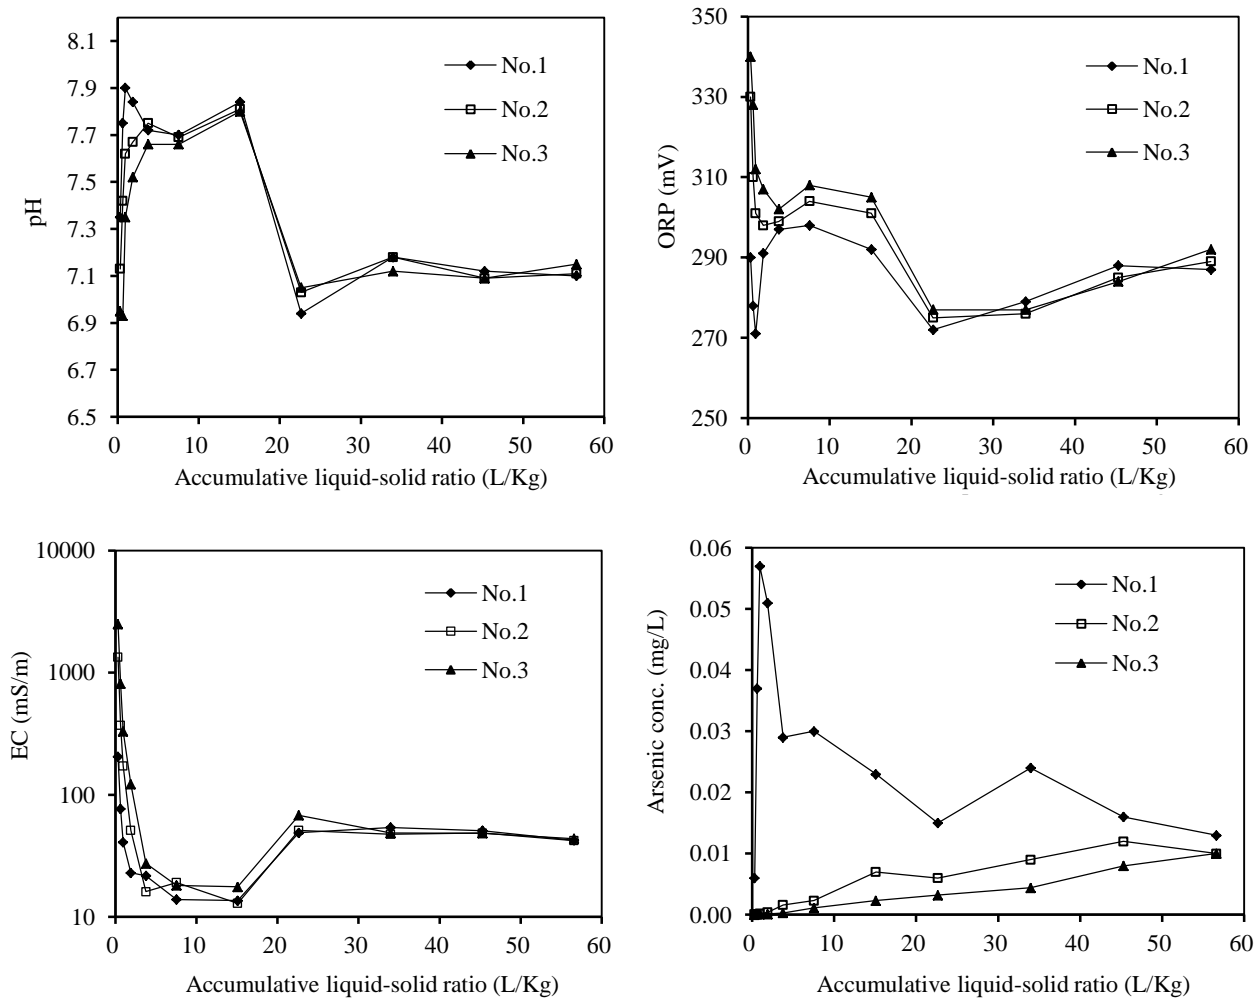 8.1
7.9
7.7
7.5
7.3
7.1
6.9
6.7
6.5
pH
No.1
No.2
No.3
0 10 20 30 40 50 60
Accumulative liquid-solid ratio (L/Kg)
350
330
310
290
270
250
ORP (mV)
No.1
No.2
No.3
0 10 20 30 40 50 60
Accumulative liquid-solid ratio (L/Kg)
10000
1000
100
10
EC (mS/m)
No.1
No.2
No.3
0 10 20 30 40 50 60
Accumulative liquid-solid ratio (L/Kg)
0.06
0.05
0.04
0.03
0.02
0.01
0.00
Arsenic conc. (mg/L)
No.1
No.2
No.3
0 10 20 30 40 50 60
Accumulative liquid-solid ratio (L/Kg)